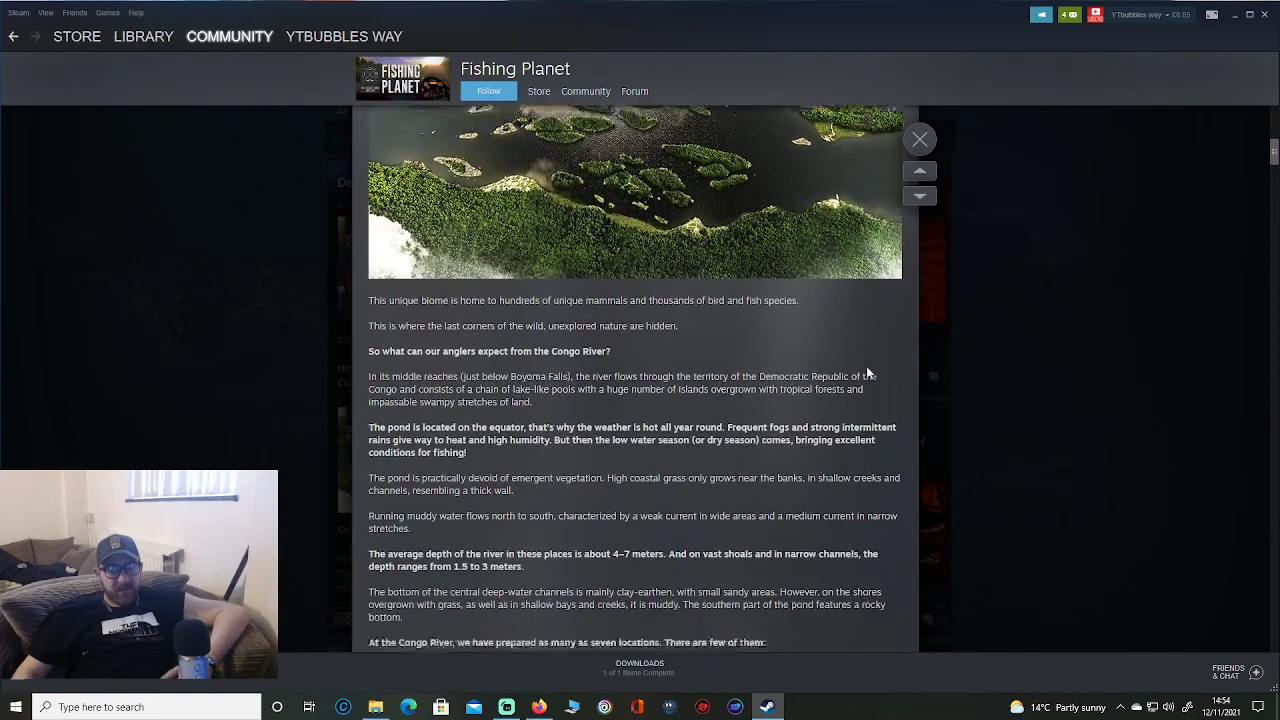 Steam View Friends Games Help
4
YTbubbles way
£0.05
STORE LIBRARY COMMUNITY YTBUBBLES WAY
FISHING
PLANET
Fishing Planet
Follow Store Community Forum
This unique biome is home to hundreds of unique mammals and thousands of bird and fish species.
This is where the last corners of the wild, unexplored nature are hidden.
So what can our anglers expect from the Congo River?
In its middle reaches (just below Boyoma Falls), the river flows through the territory of the Democratic Republic of the
Congo and consists of a chain of lake-like pools with a huge number of islands overgrown with tropical forests and
impassable swampy stretches of land.
The pond is located on the equator, that's why the weather is hot all year round. Frequent fogs and strong intermittent
rains give way to heat and high humidity. But then the low water season (or dry season) comes, bringing excellent
conditions for fishing!
The pond is practically devoid of emergent vegetation. High coastal grass only grows near the banks, in shallow creeks and
channels, resembling a thick wall.
Running muddy water flows north to south, characterized by a weak current in wide areas and a medium current in narrow
stretches.
The average depth of the river in these places is about 4–7 meters. And on vast shoals and in narrow channels, the
depth ranges from 1.5 to 3 meters.
The bottom of the central deep-water channels is mainly clay-earthen, with small sandy areas. However, on the shores
overgrown with grass, as well as in shallow bays and creeks, it is muddy. The southern part of the pond features a rocky
bottom.
At the Congo River, we have prepared as many as seven locations. There are few of them:
DOWNLOADS
1 of 1 Items Complete
FRIENDS
& CHAT
Type here to search
14°C Partly sunny
14:54
12/11/2021